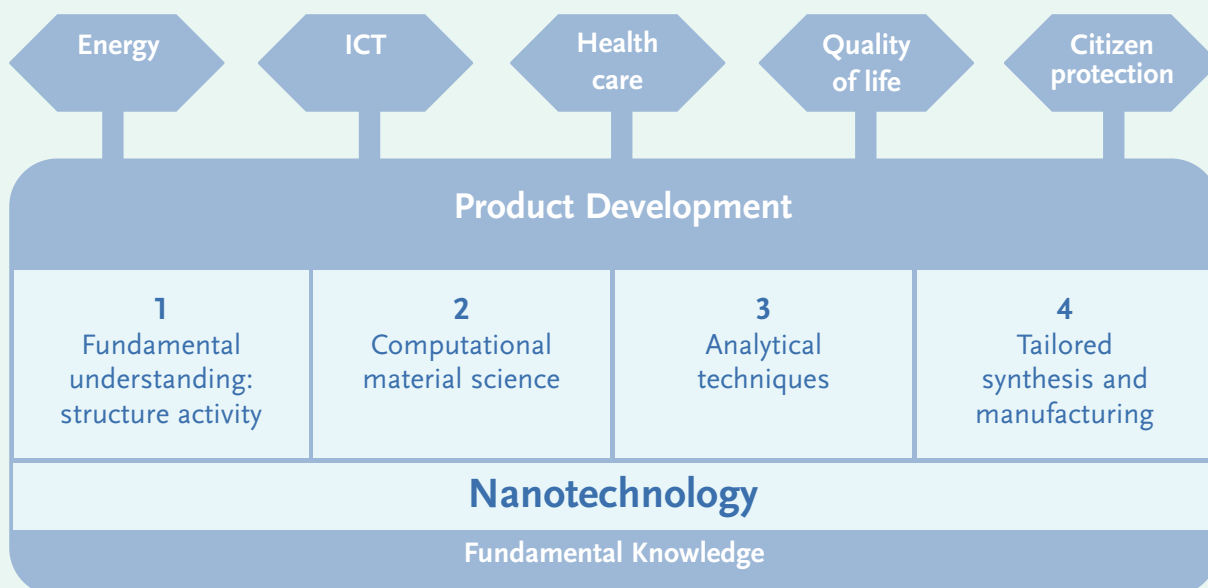 Energy
ICT
Health
care
Quality
of life
Citizen
protection
Product Development
1
Fundamental
understanding:
structure activity
2
Computational
material science
3
Analytical
techniques
4
Tailored
synthesis and
manufacturing
Nanotechnology
Fundamental Knowledge